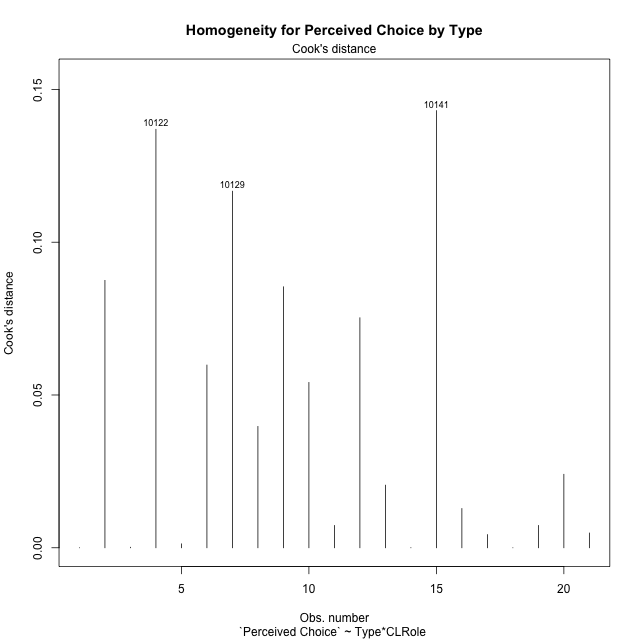 Homogeneity for Perceived Choice by Type
Cook's distance
0.15
10141
10122
10129
0.10
Cook's distance
0.05
0.00
5 10 15 20
Obs. number
`Perceived Choice` ~ Type*CLRole